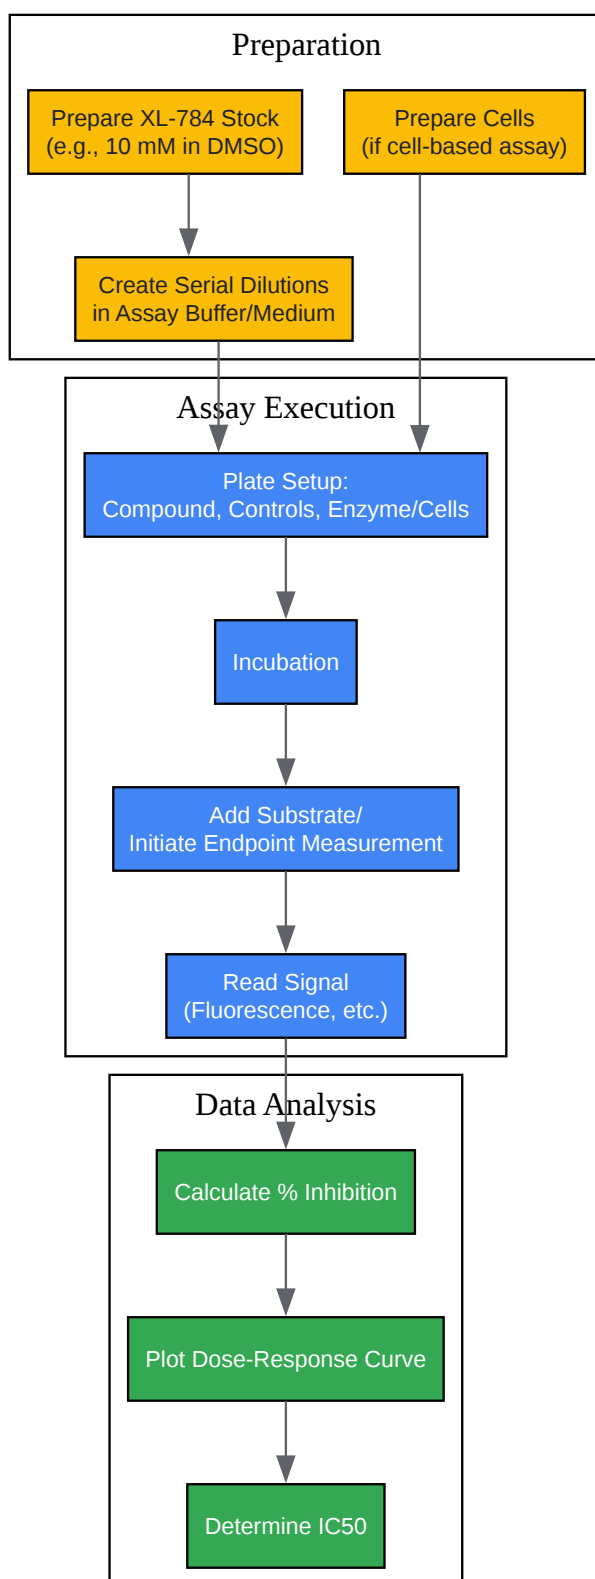 Preparation
Prepare XL-784 Stock
(e.g., 10 mM in DMSO)
Prepare Cells
(if cell-based assay)
Create Serial Dilutions
in Assay Buffer/Medium
Assay Execution
Plate Setup:
Compound, Controls, Enzyme/Cells
Incubation
Add Substrate/
Initiate Endpoint Measurement
Read Signal
(Fluorescence, etc.)
Data Analysis
Calculate % Inhibition
Plot Dose-Response Curve
Determine IC50